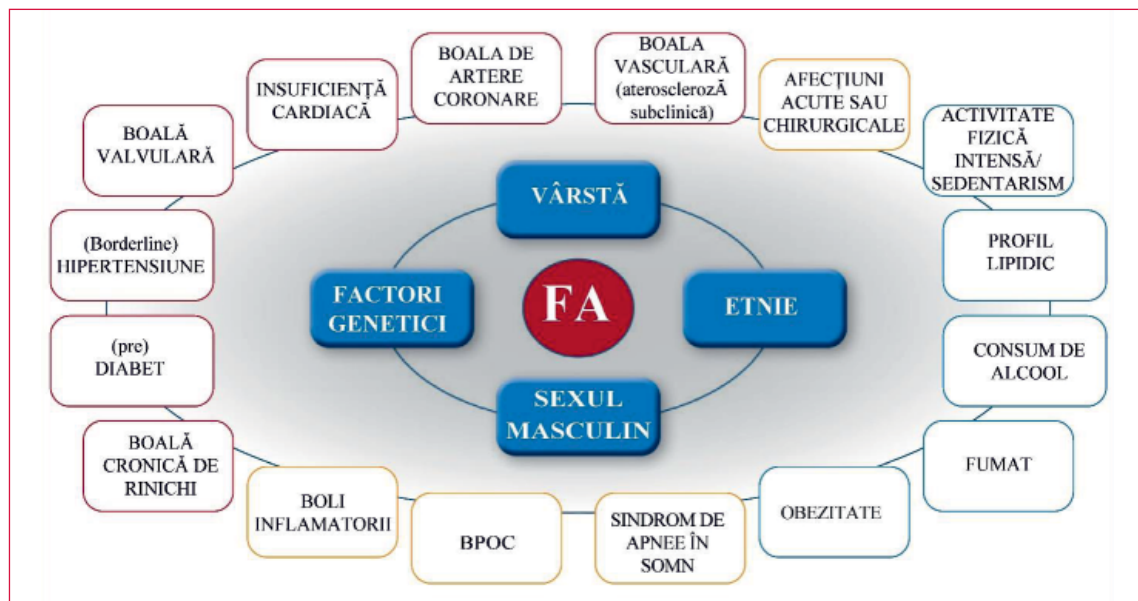 BOALA DE
ARTERE
CORONARE
BOALA
VASCULARĂ
(ateroscleroză
subclinică)
AFECȚIUNI
ACUTE SAU
CHIRURGICALE
INSUFICIENȚĂ
CARDIACĂ
ACTIVITATE
FIZICĂ
INTENSĂ/
SEDENTARISM
BOALĂ
VALVULARĂ
VÂRSTĂ
(Borderline)
HIPERTENSIUNE
PROFIL
LIPIDIC
FACTORI
GENETICI
FA
ETNIE
(pre)
DIABET
CONSUM DE
ALCOOL
SEXUL
MASCULIN
BOALĂ
CRONICĂ DE
RINICHI
FUMAT
BOLI
INFLAMATORII
BPOC
SINDROM DE
APNEE ÎN
SOMN
OBEZITATE